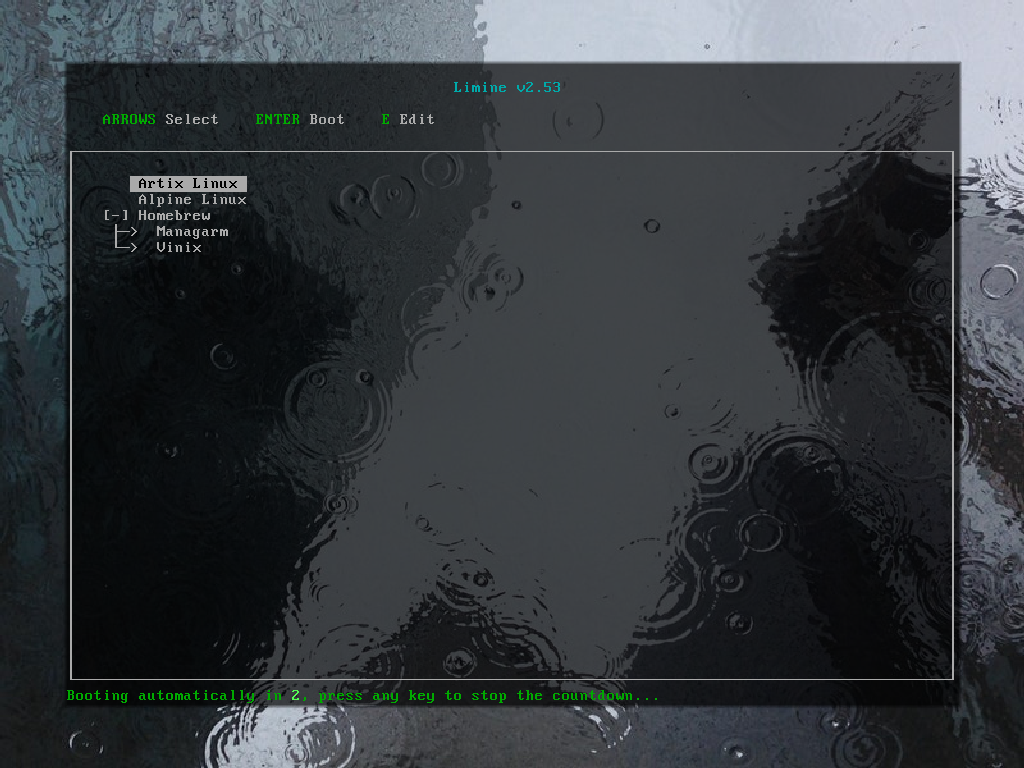 Limine v2.53
ARROWS Select ENTER Boot E Edit
Artix Linux
Alpine Linux
[-] Homebrew
├─> Managarm
└─> Vinix
Booting automatically in 2, press any key to stop the countdown...